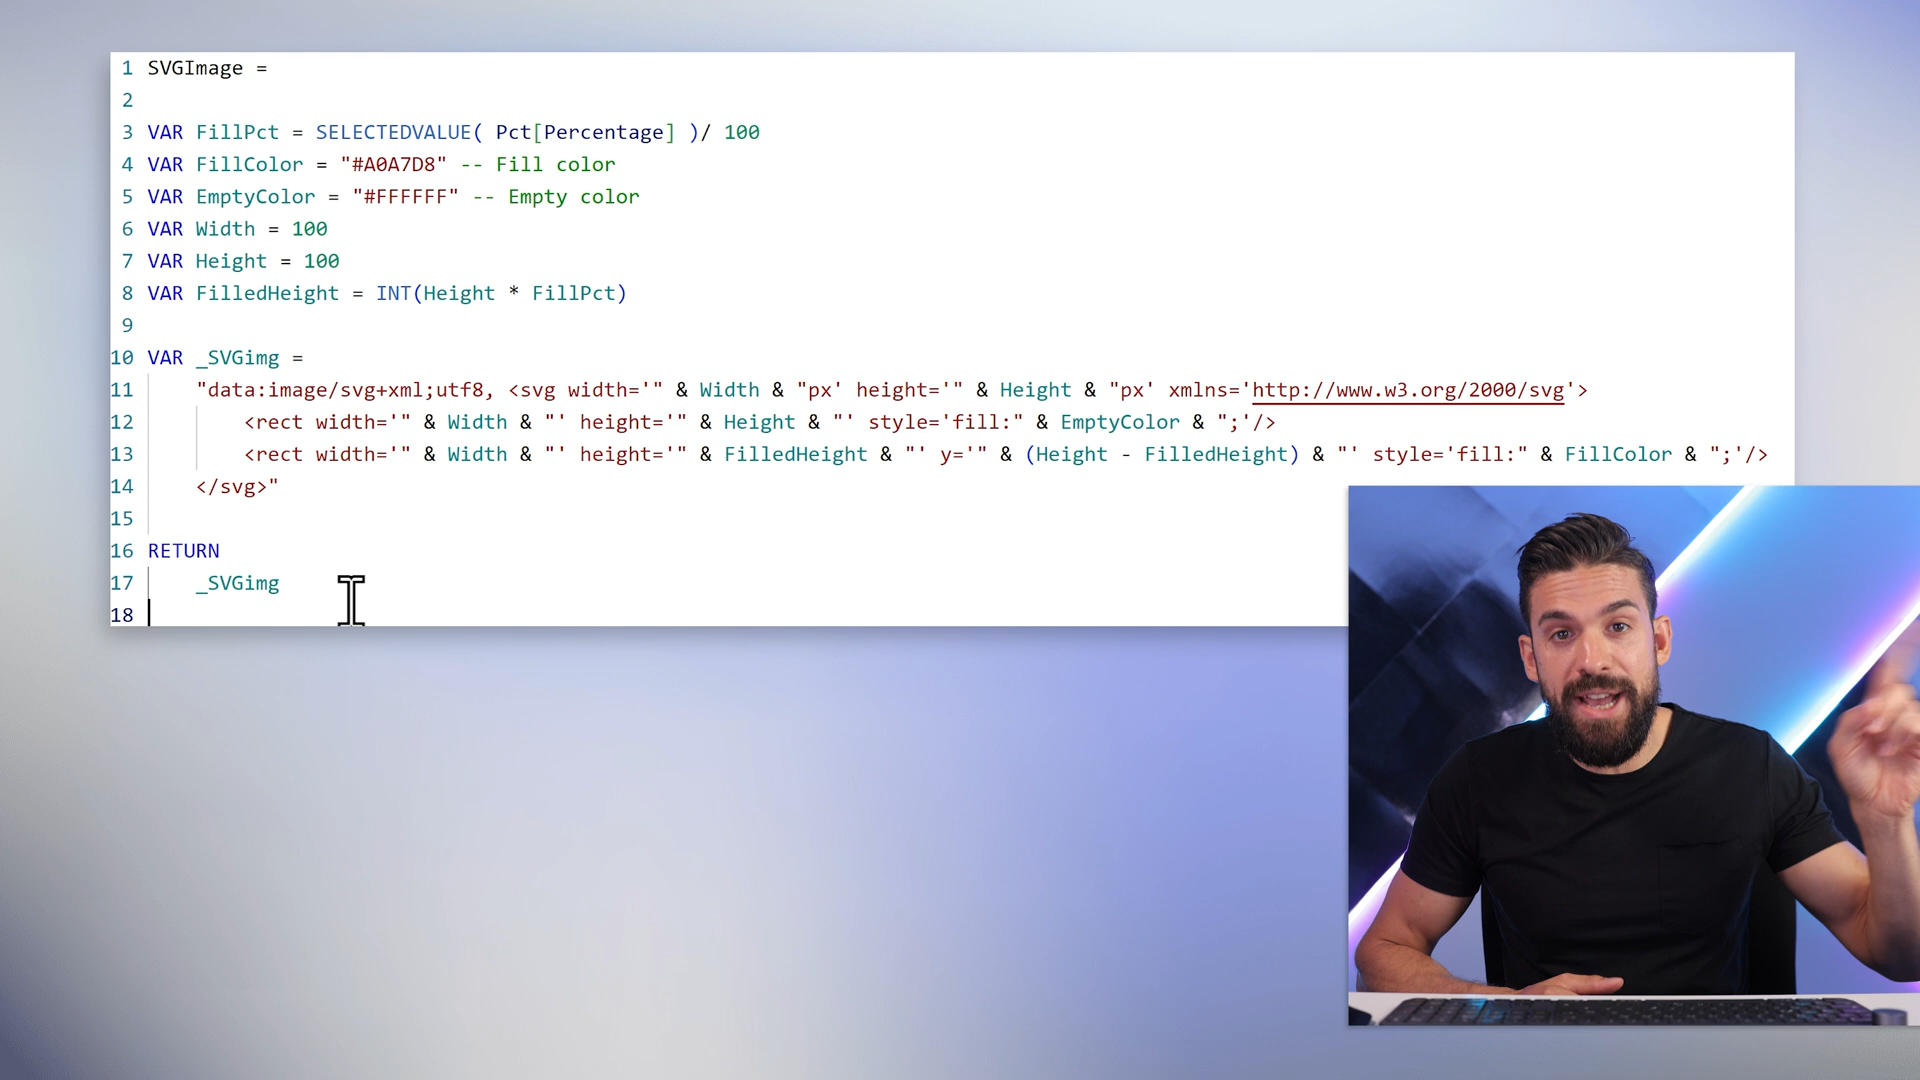 1 SVGImage =
2
3 VAR FillPct = SELECTEDVALUE( Pct[Percentage] )/ 100
4 VAR FillColor = "#A0A7D8" -- Fill color
5 VAR EmptyColor = "#FFFFFF" -- Empty color
6 VAR Width = 100
7 VAR Height = 100
8 VAR FilledHeight = INT(Height * FillPct)
9
10 VAR _SVGimg =
11 "data:image/svg+xml;utf8, <svg width='" & Width & "px' height='" & Height & "px' xmlns='http://www.w3.org/2000/svg'>
12 <rect width='" & Width & "' height='" & Height & "' style='fill:" & EmptyColor & ";'/>
13 <rect width='" & Width & "' height='" & FilledHeight & "' y='" & (Height - FilledHeight) & "' style='fill:" & FillColor & ";'/>
14 </svg>"
15
16 RETURN
17 _SVGimg
18